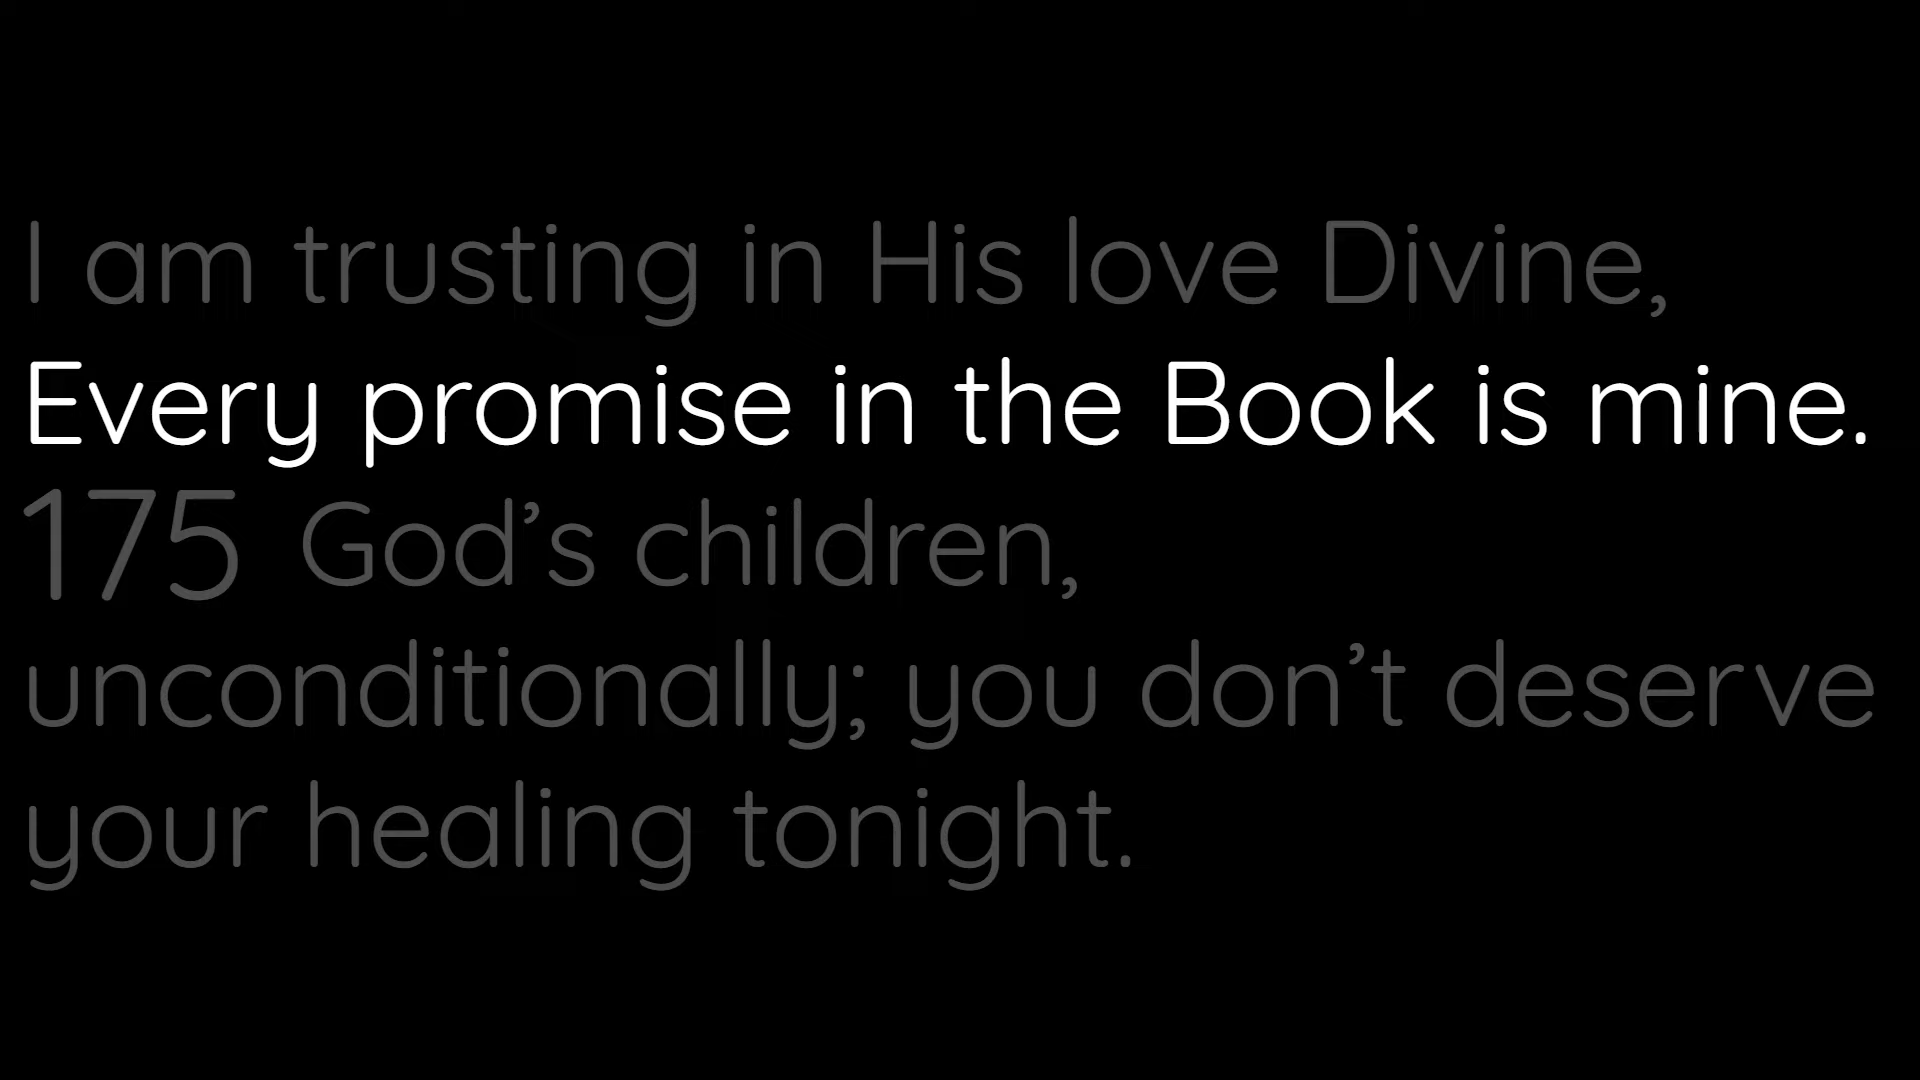 I am trusting in His love Divine,
Every promise in the Book is mine.
175 God’s children,
unconditionally; you don’t deserve
your healing tonight.